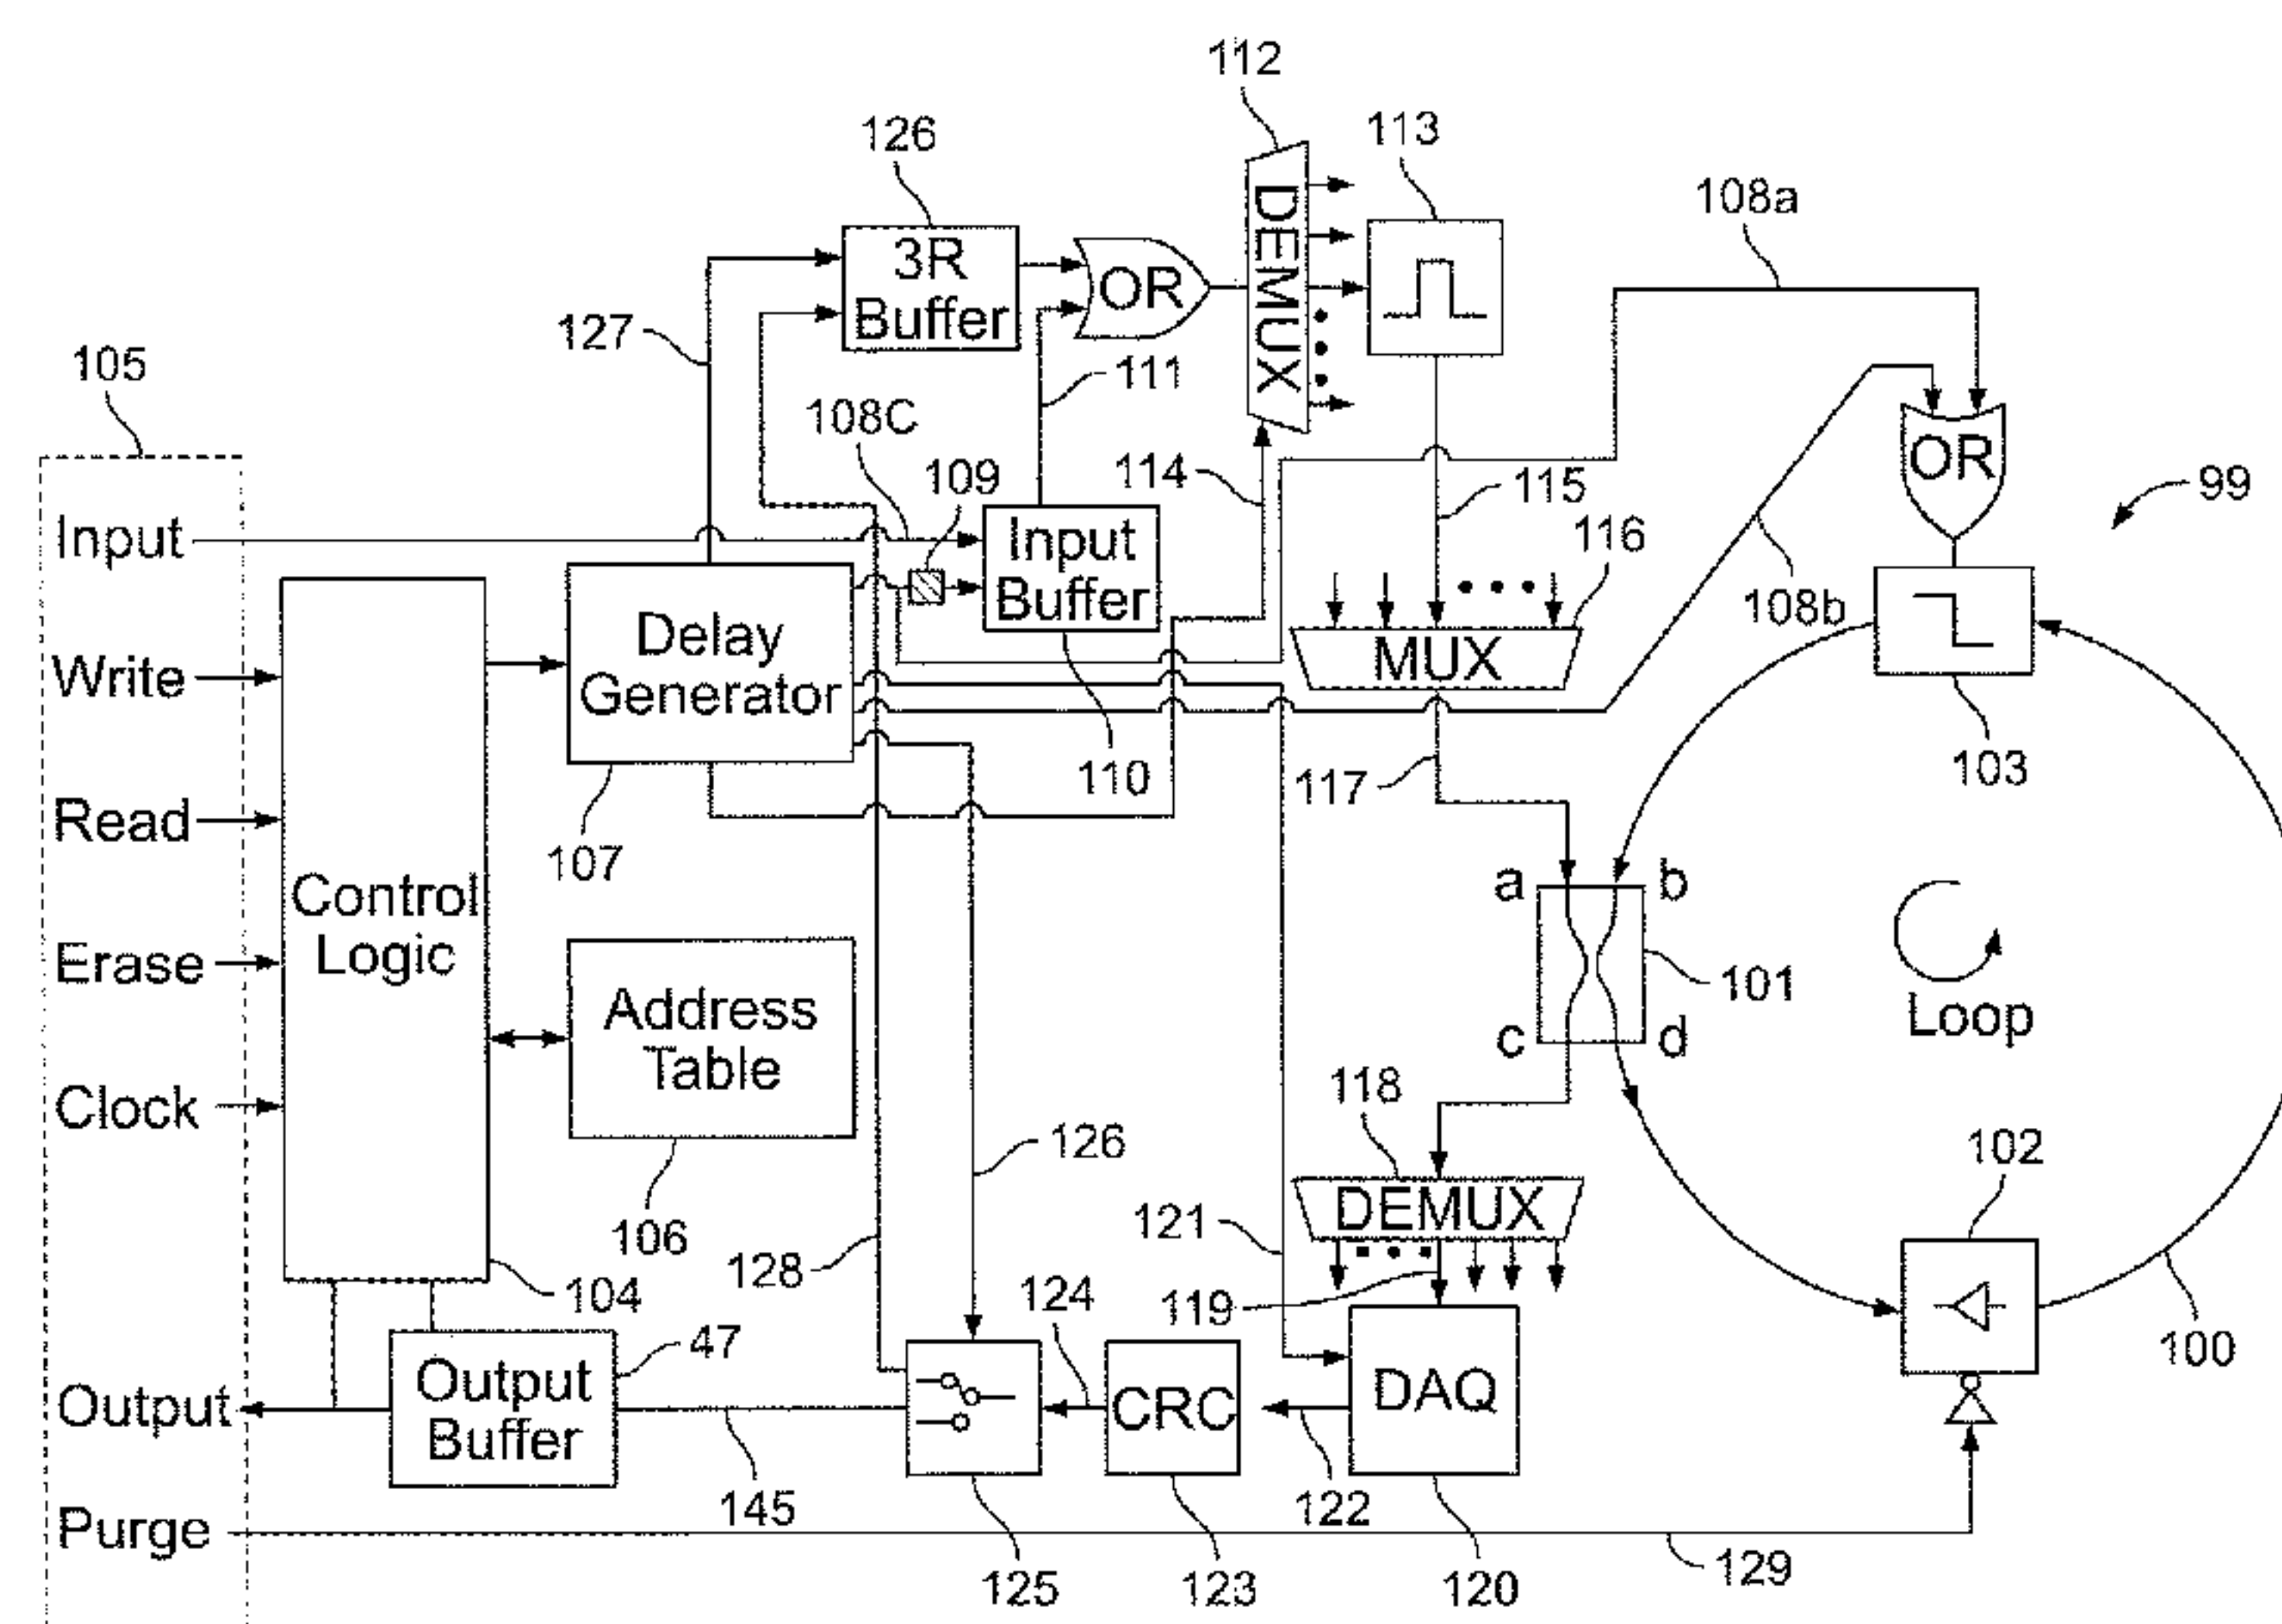 112
126
113
108a
3R
Buffer
OR
DEMUX
127
105
111
108C
109
114
115
OR
99
116
Input
Input
Buffer
108b
Delay
Generator
MUX
Write
110
117
103
Read
107
a
b
Control
Logic
101
Erase
Address
Table
c
d
Loop
Clock
118
126
102
106
DEMUX
121
128
104
124
119
47
100
Output
Output
Buffer
CRC
DAQ
145
122
Purge
129
125
123
120